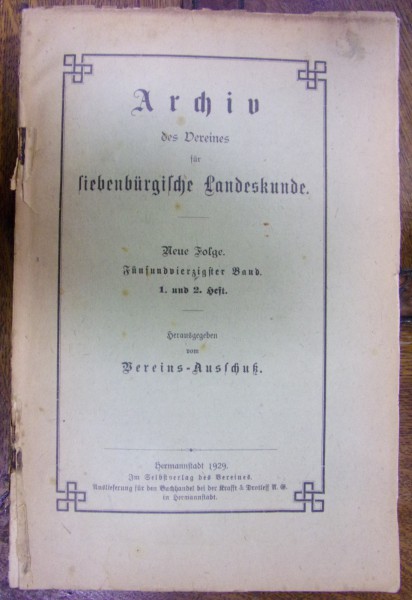 Archiv
des Vereines
für
siebenbürgische Landeskunde.
Neue Folge.
Fünfundvierzigster Band.
1. und 2. Heft.
Herausgegeben
vom
Vereins-Ausschuß.
Hermannstadt 1929.
Im Selbstverlag des Vereines.
Auslieferung für den Buchhandel bei der Krafft & Drotleff A. G.
in Hermannstadt.